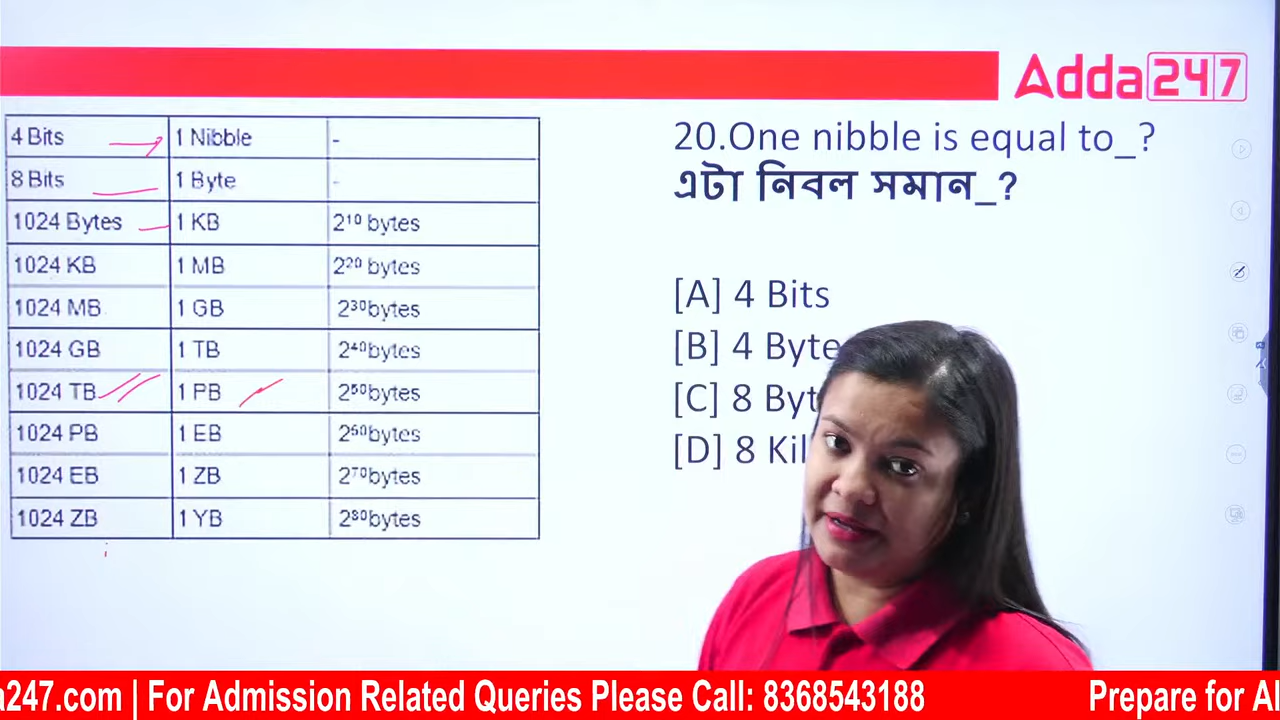 Adda247
4 Bits 1 Nibble -
8 Bits 1 Byte -
1024 Bytes 1 KB 2¹⁰ bytes
1024 KB 1 MB 2²⁰ bytes
1024 MB 1 GB 2³⁰bytes
1024 GB 1 TB 2⁴⁰bytes
1024 TB 1 PB 2⁵⁰bytes
1024 PB 1 EB 2⁶⁰bytes
1024 EB 1 ZB 2⁷⁰bytes
1024 ZB 1 YB 2⁸⁰bytes
20.One nibble is equal to_?
এটা নিবল সমান_?
[A] 4 Bits
[B] 4 Byte
[C] 8 Byt
[D] 8 Kil
a247.com | For Admission Related Queries Please Call: 8368543188 Prepare for Al